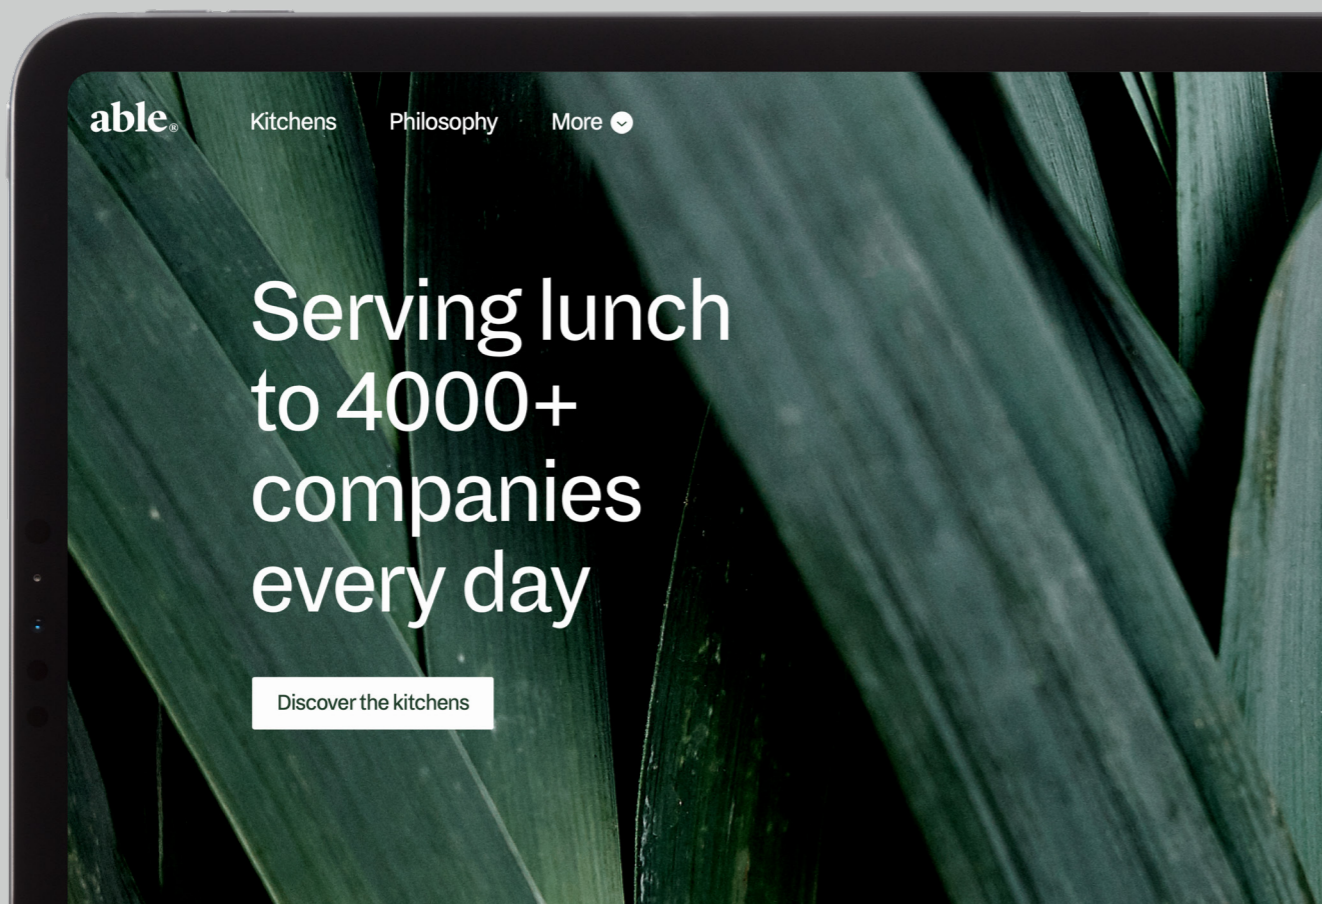 able®
Kitchens Philosophy More
Serving lunch
to 4000+
companies
every day
Discover the kitchens